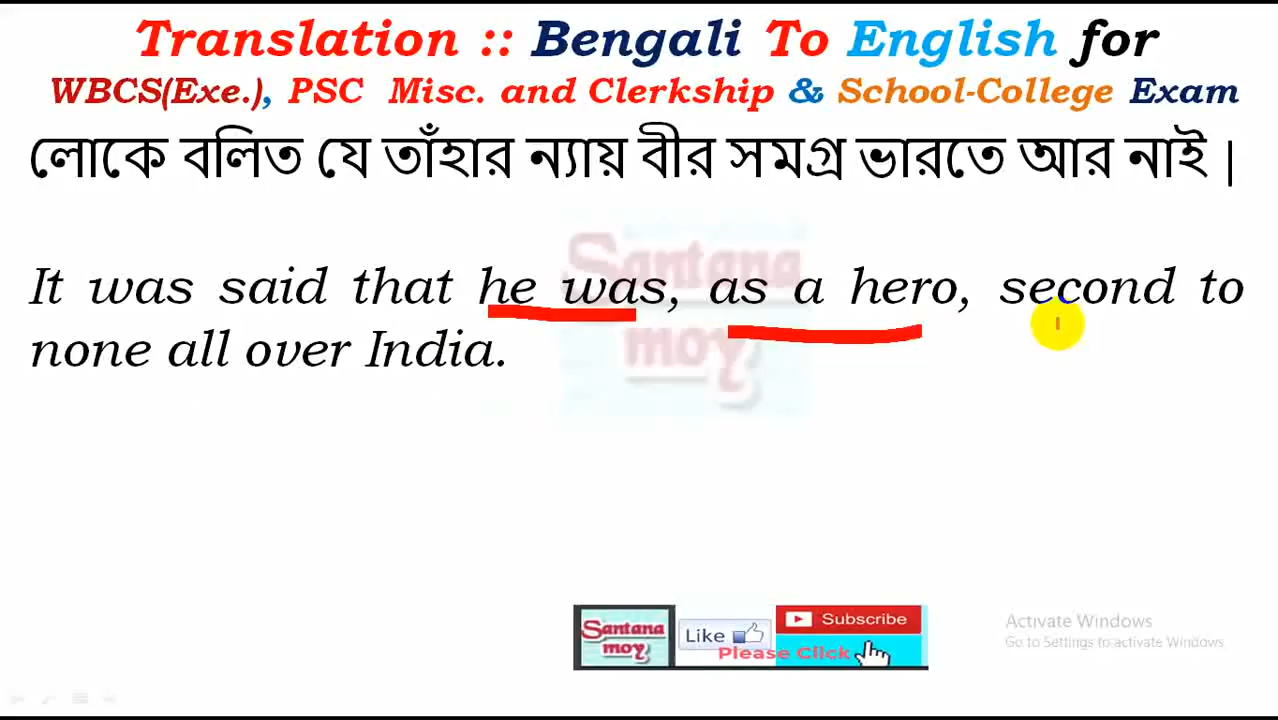 Translation :: Bengali To English for
WBCS(Exe.), PSC Misc. and Clerkship & School-College Exam
লোকে বলিত যে তাঁহার ন্যায় বীর সমগ্র ভারতে আর নাই।
Santana
moy
It was said that he was, as a hero, second to
none all over India.
Santana
moy
Like
Subscribe
Please Click
Activate Windows
Go to Settings to activate Windows.